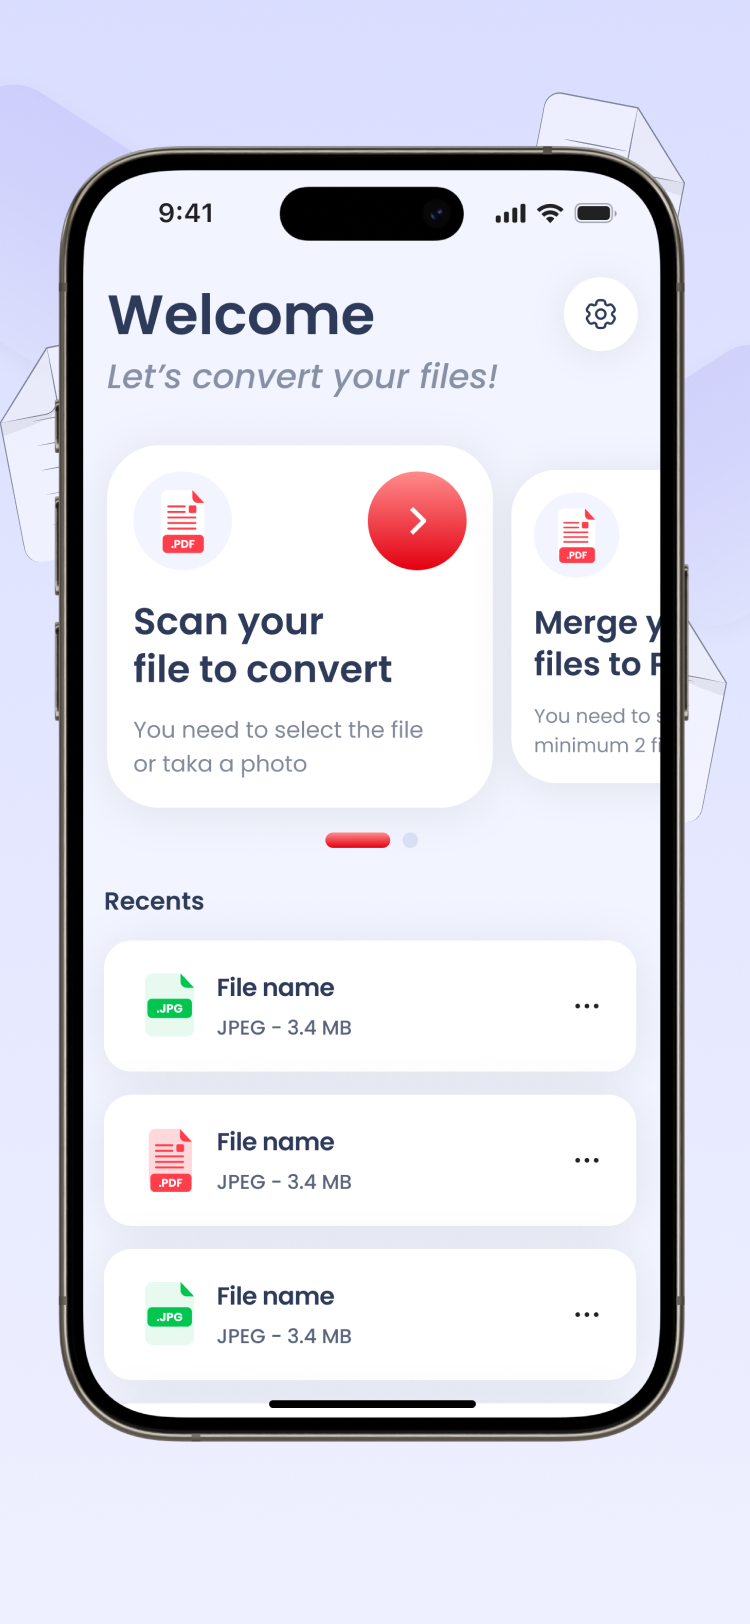 9:41
Welcome
Let's convert your files!
.PDF
.PDF
Scan your
file to convert
You need to select the file
or taka a photo
Merge y
files to
You need to
minimum 2 fi
Recents
.JPG
File name
JPEG - 3.4 MB
.PDF
File name
JPEG - 3.4 MB
.JPG
File name
JPEG - 3.4 MB